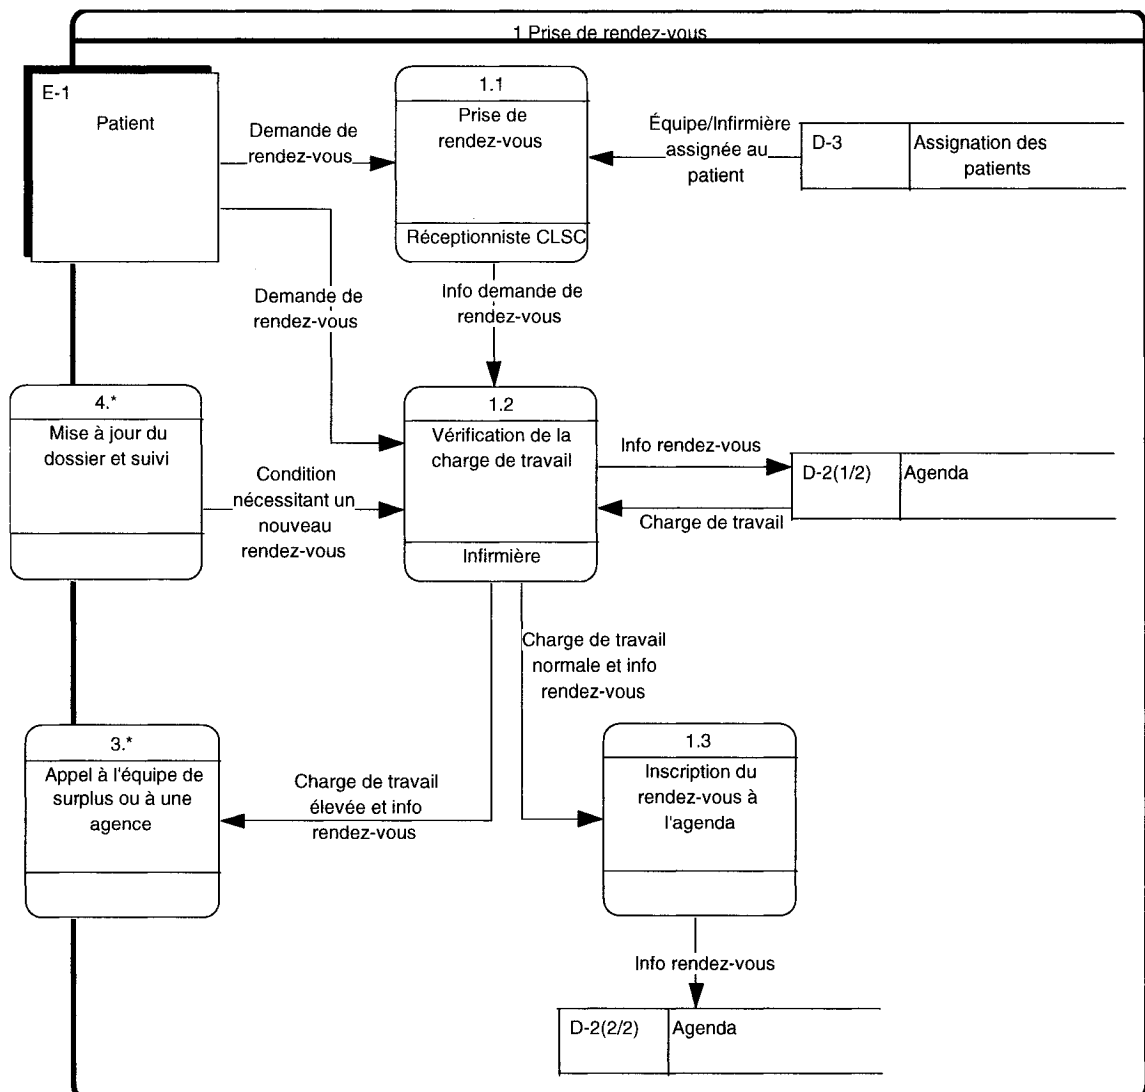 1 Prise de rendez-vous
E-1
Patient
Demande de
rendez-vous
1.1
Prise de
rendez-vous
Réceptionniste CLSC
Équipe/Infirmière
assignée au
patient
D-3
Assignation des
patients
Demande de
rendez-vous
Info demande de
rendez-vous
4.*
Mise à jour du
dossier et suivi
Condition
nécessitant un
nouveau
rendez-vous
1.2
Vérification de la
charge de travail
Infirmière
Info rendez-vous
Charge de travail
D-2(1/2)
Agenda
Charge de travail
normale et info
rendez-vous
3.*
Appel à l'équipe de
surplus ou à une
agence
Charge de travail
élevée et info
rendez-vous
1.3
Inscription du
rendez-vous à
l'agenda
Info rendez-vous
D-2(2/2)
Agenda